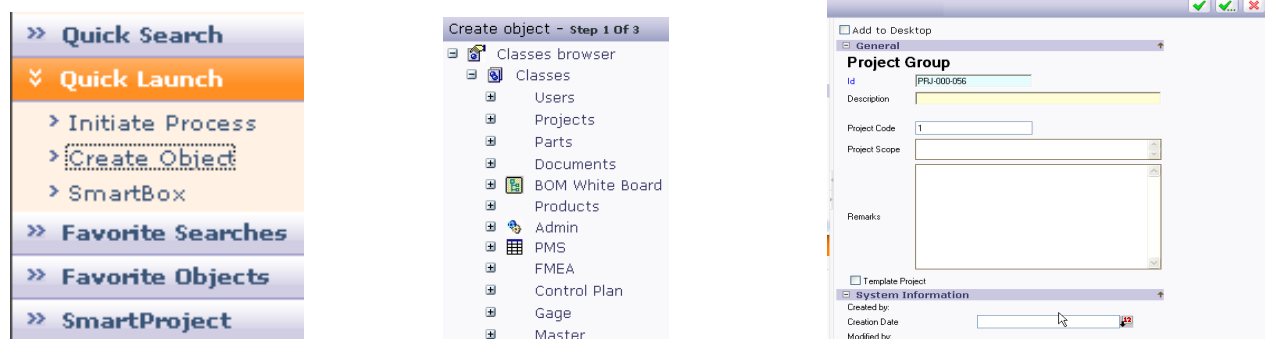 Quick Search
Quick Launch
Initiate Process
Create Object
SmartBox
Favorite Searches
Favorite Objects
SmartProject
Create object - Step 1 Of 3
Classes browser
Classes
Users
Projects
Parts
Documents
BOM White Board
Products
Admin
PMS
FMEA
Control Plan
Gage
Master
Add to Desktop
General
Project Group
Id PRJ-000-056
Description
Project Code 1
Project Scope
Remarks
Template Project
System Information
Created by:
Creation Date 12
Modified by: